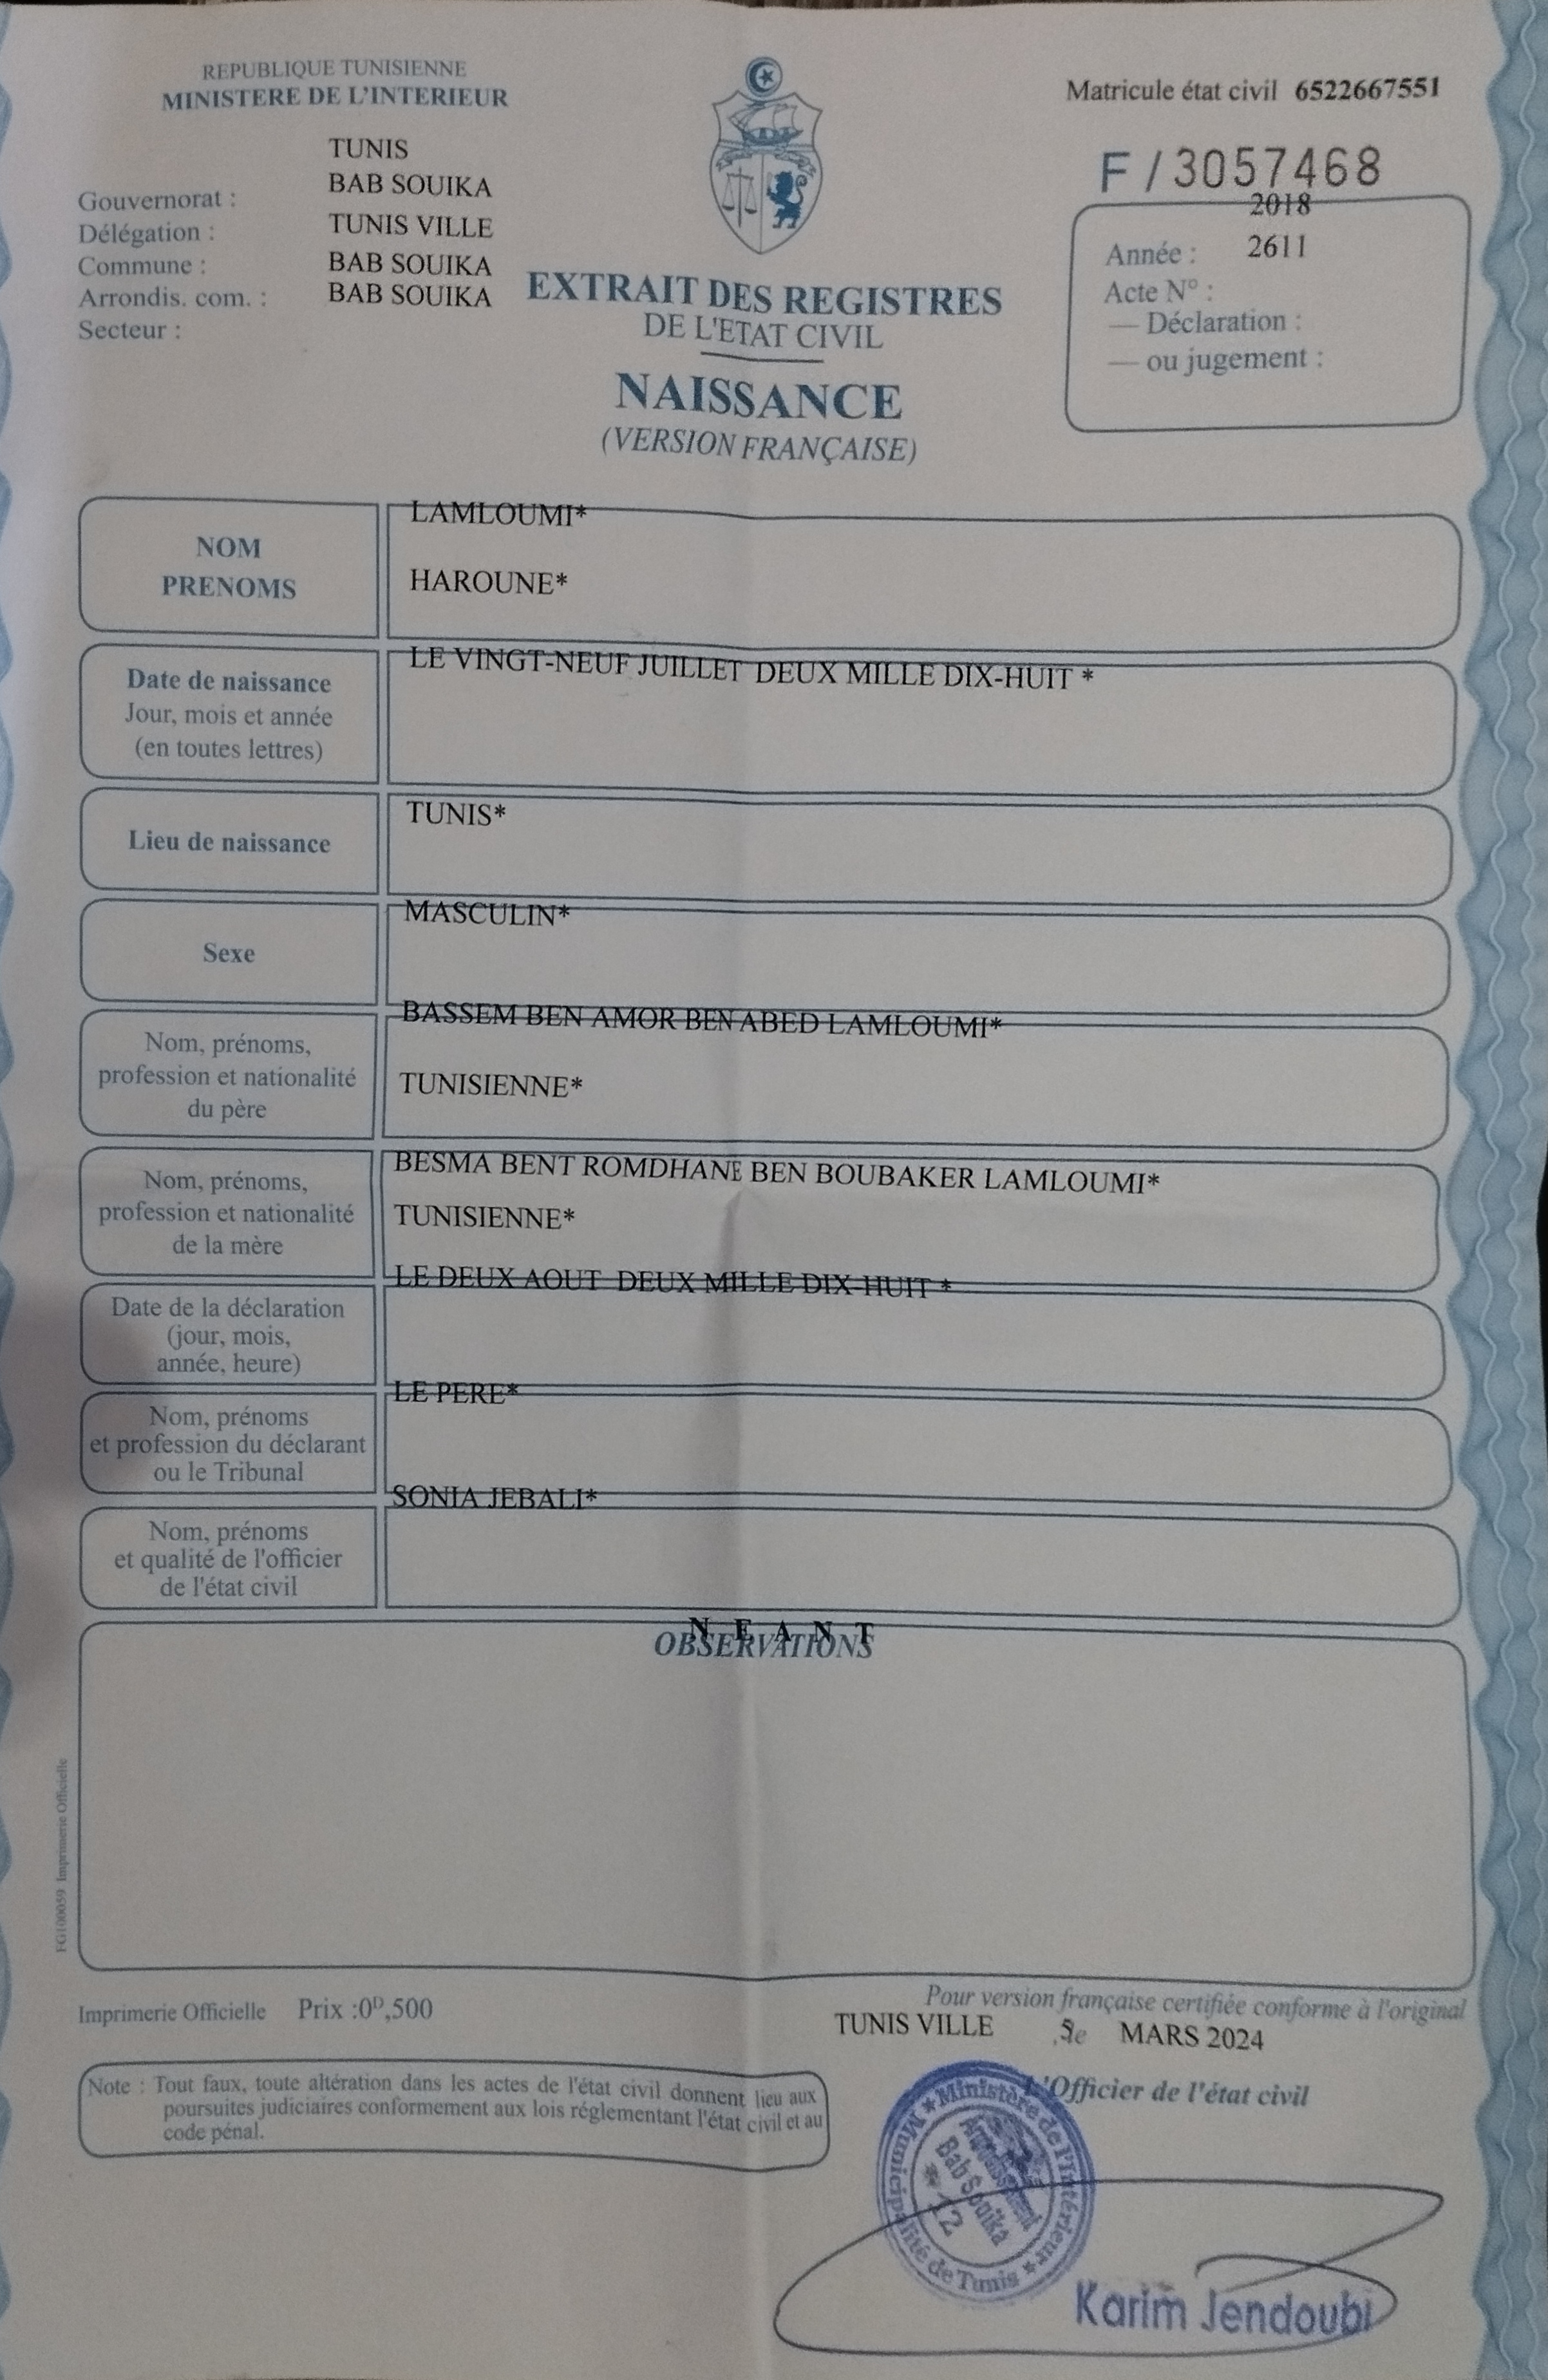 REPUBLIQUE TUNISIENNE
MINISTERE DE L'INTERIEUR
Matricule état civil 6522667551
F / 3057468
TUNIS
BAB SOUIKA
TUNIS VILLE
BAB SOUIKA
BAB SOUIKA
Gouvernorat :
Délégation :
Commune :
Arrondis. com. :
Secteur :
EXTRAIT DES REGISTRES
DE L'ETAT CIVIL
NAISSANCE
(VERSION FRANÇAISE)
2018
Année : 2611
Acte N° :
— Déclaration :
— ou jugement :
NOM
PRENOMS
LAMLOUMI*
HAROUNE*
Date de naissance
Jour, mois et année
(en toutes lettres)
LE VINGT-NEUF JUILLET DEUX MILLE DIX-HUIT *
Lieu de naissance
TUNIS*
Sexe
MASCULIN*
Nom, prénoms,
profession et nationalité
du père
BASSEM BEN AMOR BEN ABED LAMLOUMI*
TUNISIENNE*
Nom, prénoms,
profession et nationalité
de la mère
BESMA BENT ROMDHANE BEN BOUBAKER LAMLOUMI*
TUNISIENNE*
Date de la déclaration
(jour, mois,
année, heure)
LE DEUX AOUT DEUX MILLE DIX-HUIT *
Nom, prénoms
et profession du déclarant
ou le Tribunal
LE PERE*
Nom, prénoms
et qualité de l'officier
de l'état civil
SONIA JEBALI*
N E A N T
OBSERVATIONS
FG100059 Imprimerie Officielle
Imprimerie Officielle Prix :0ᴰ,500
Pour version française certifiée conforme à l'original
TUNIS VILLE ,le 5 MARS 2024
L'Officier de l'état civil
Note : Tout faux, toute altération dans les actes de l'état civil donnent lieu aux
poursuites judiciaires conformement aux lois réglementant l'état civil et au
code pénal.
Ministère de l'Intérieur
Municipalité de Tunis
Arrondissement
Bab Souika
12
Karim Jendoubi